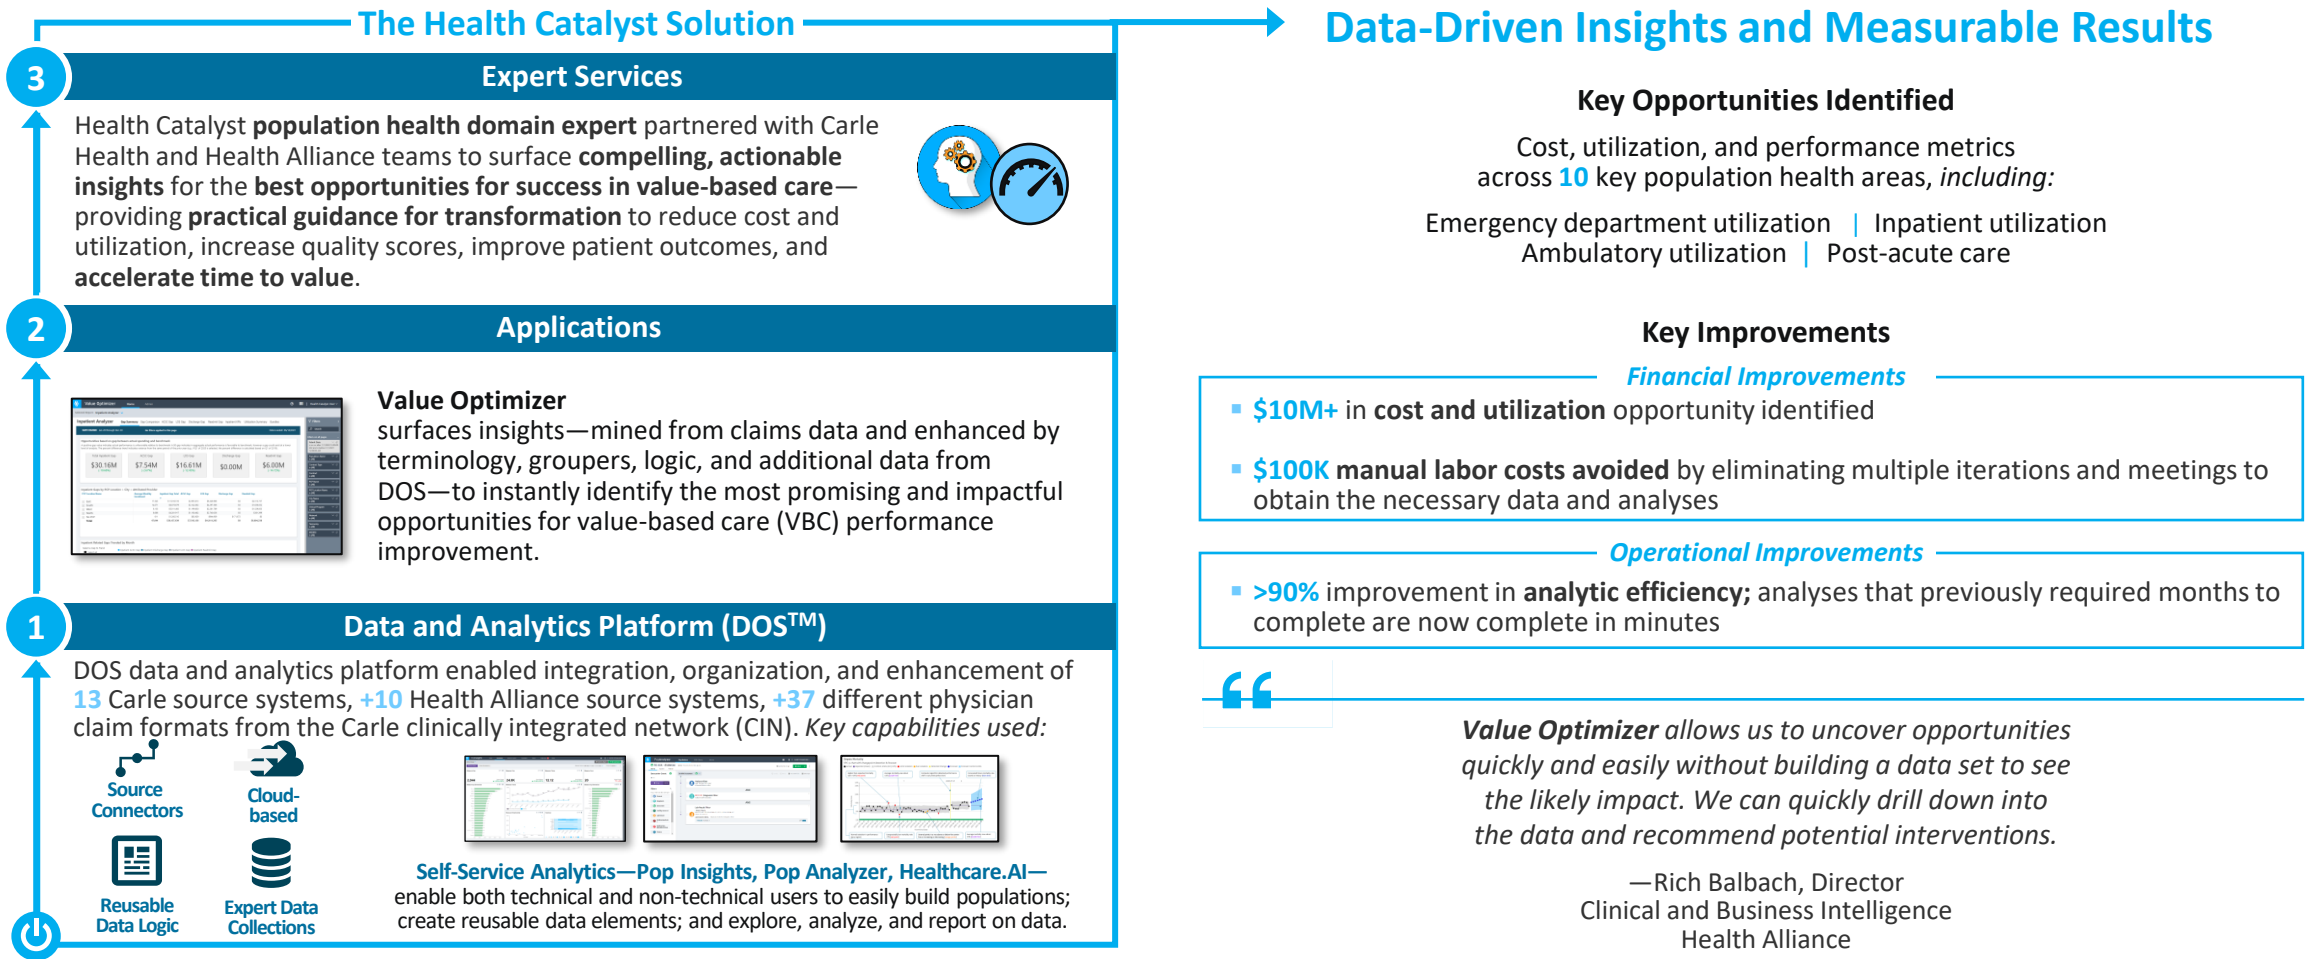 The Health Catalyst Solution
3
Expert Services
Health Catalyst population health domain expert partnered with Carle
Health and Health Alliance teams to surface compelling, actionable
insights for the best opportunities for success in value-based care—
providing practical guidance for transformation to reduce cost and
utilization, increase quality scores, improve patient outcomes, and
accelerate time to value.
2
Applications
Value Optimizer
Inpatient Analyzer
$30.16M
$7.54M
$16.61M
$0.00M
$6.00M
Value Optimizer
surfaces insights—mined from claims data and enhanced by
terminology, groupers, logic, and additional data from
DOS—to instantly identify the most promising and impactful
opportunities for value-based care (VBC) performance
improvement.
1
Data and Analytics Platform (DOS™)
DOS data and analytics platform enabled integration, organization, and enhancement of
13 Carle source systems, +10 Health Alliance source systems, +37 different physician
claim formats from the Carle clinically integrated network (CIN). Key capabilities used:
Source
Connectors
Cloud-
based
Reusable
Data Logic
Expert Data
Collections
Self-Service Analytics—Pop Insights, Pop Analyzer, Healthcare.AI—
enable both technical and non-technical users to easily build populations;
create reusable data elements; and explore, analyze, and report on data.
Data-Driven Insights and Measurable Results
Key Opportunities Identified
Cost, utilization, and performance metrics
across 10 key population health areas, including:
Emergency department utilization | Inpatient utilization
Ambulatory utilization | Post-acute care
Key Improvements
Financial Improvements
▪ $10M+ in cost and utilization opportunity identified
▪ $100K manual labor costs avoided by eliminating multiple iterations and meetings to
obtain the necessary data and analyses
Operational Improvements
▪ >90% improvement in analytic efficiency; analyses that previously required months to
complete are now complete in minutes
“
Value Optimizer allows us to uncover opportunities
quickly and easily without building a data set to see
the likely impact. We can quickly drill down into
the data and recommend potential interventions.
—Rich Balbach, Director
Clinical and Business Intelligence
Health Alliance